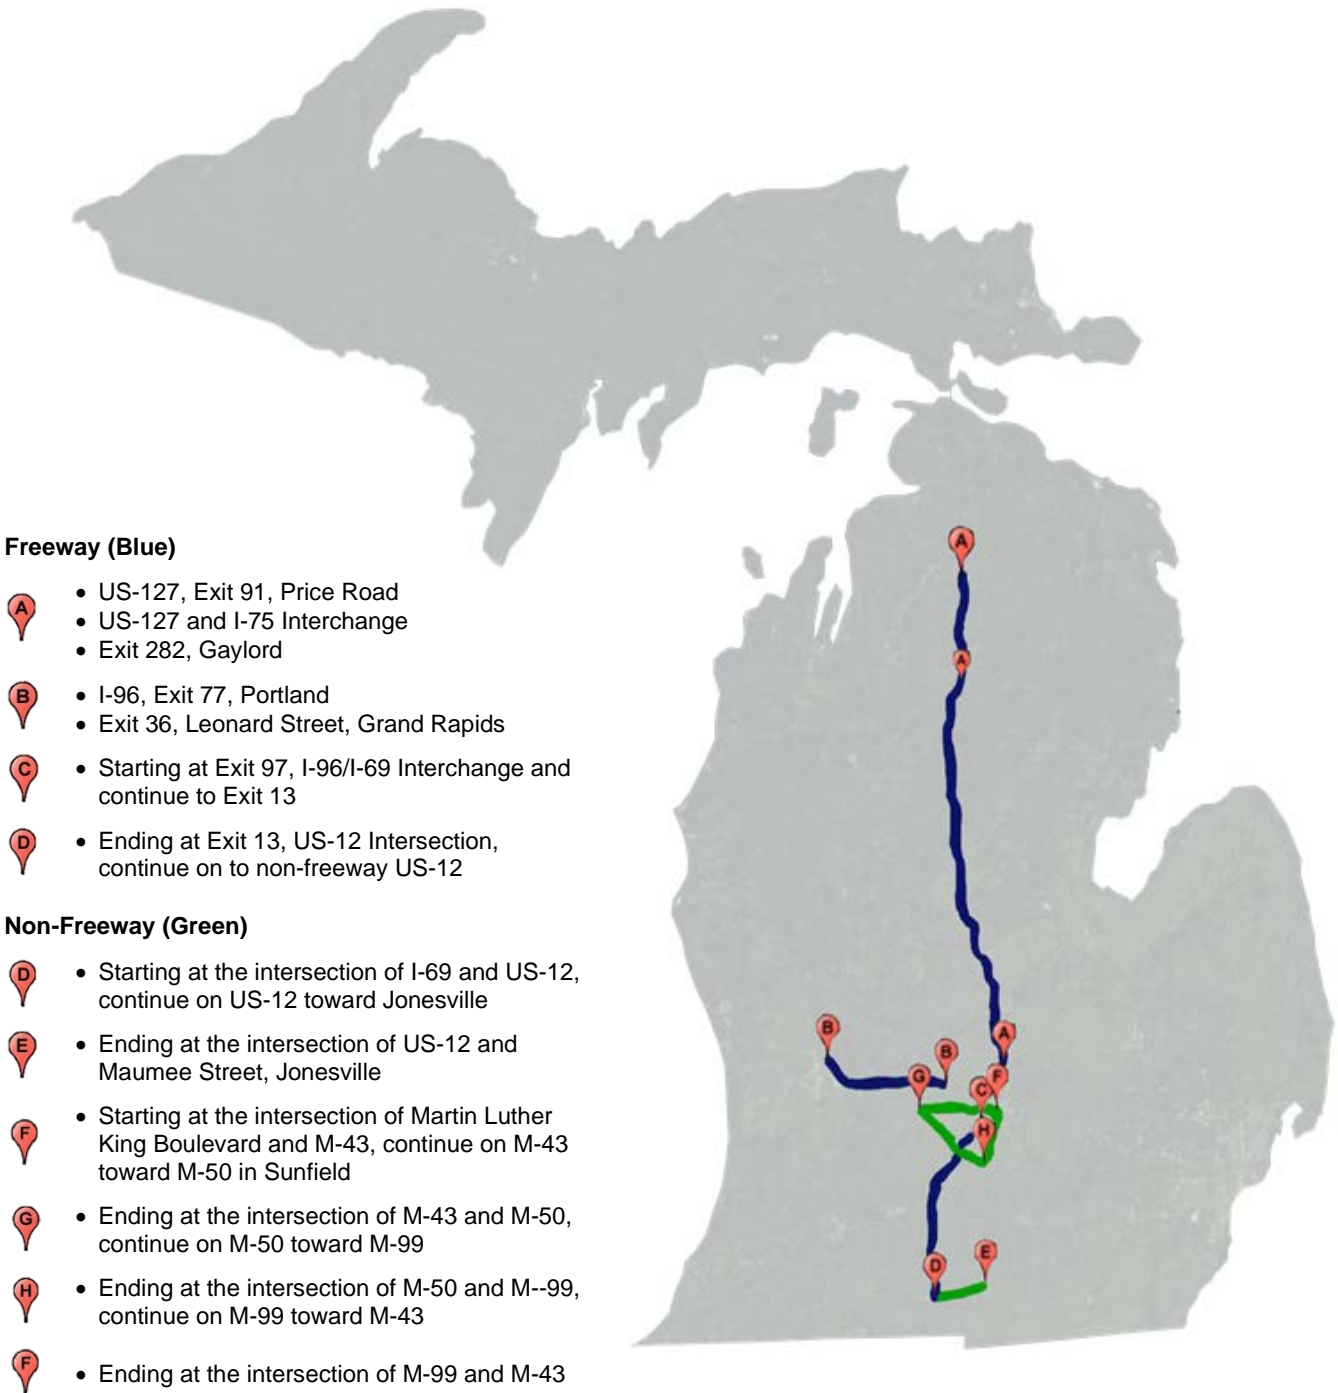 Freeway (Blue)
A
• US-127, Exit 91, Price Road
• US-127 and I-75 Interchange
• Exit 282, Gaylord
B
• I-96, Exit 77, Portland
• Exit 36, Leonard Street, Grand Rapids
C
• Starting at Exit 97, I-96/I-69 Interchange and
continue to Exit 13
D
• Ending at Exit 13, US-12 Intersection,
continue on to non-freeway US-12
Non-Freeway (Green)
D
• Starting at the intersection of I-69 and US-12,
continue on US-12 toward Jonesville
E
• Ending at the intersection of US-12 and
Maumee Street, Jonesville
F
• Starting at the intersection of Martin Luther
King Boulevard and M-43, continue on M-43
toward M-50 in Sunfield
G
• Ending at the intersection of M-43 and M-50,
continue on M-50 toward M-99
H
• Ending at the intersection of M-50 and M--99,
continue on M-99 toward M-43
F
• Ending at the intersection of M-99 and M-43
A
A
B
A
B
G
F
C
H
E
D